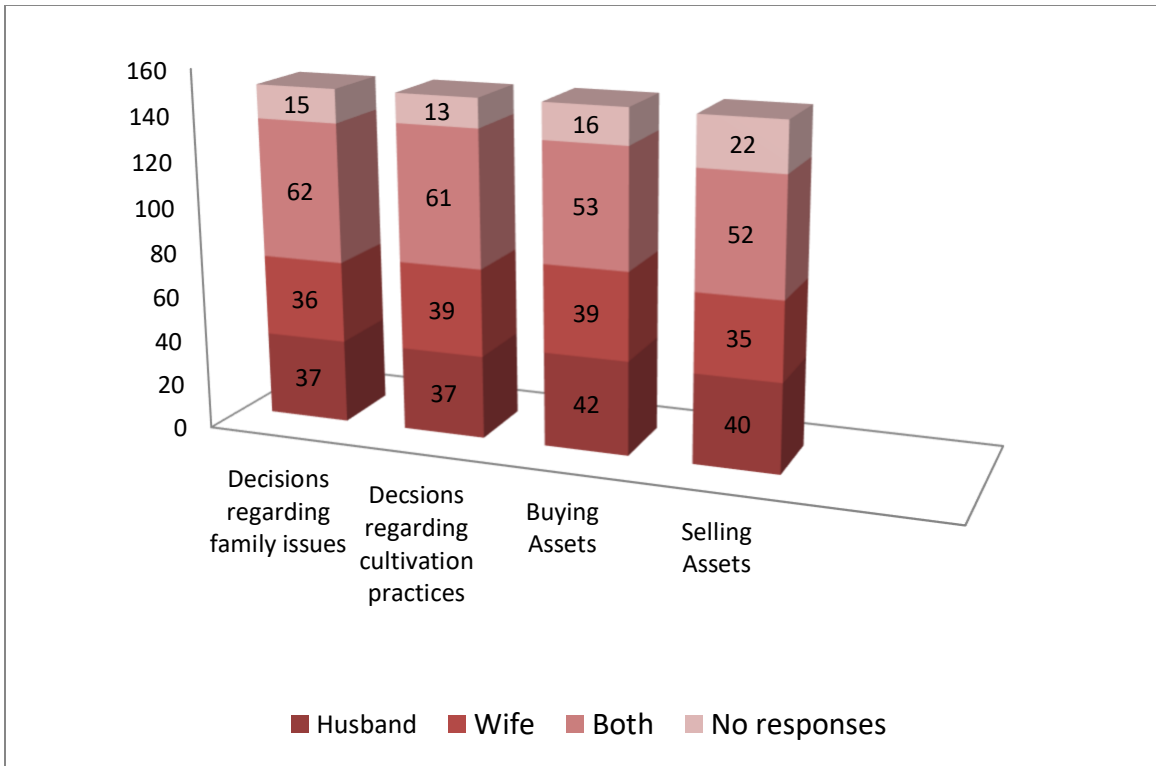 160
140
120
100
80
60
40
20
0
15
13
16
22
62
61
53
52
36
39
39
35
37
37
42
40
Decisions
regarding
family issues
Decsions
regarding
cultivation
practices
Buying
Assets
Selling
Assets
Husband Wife Both No responses